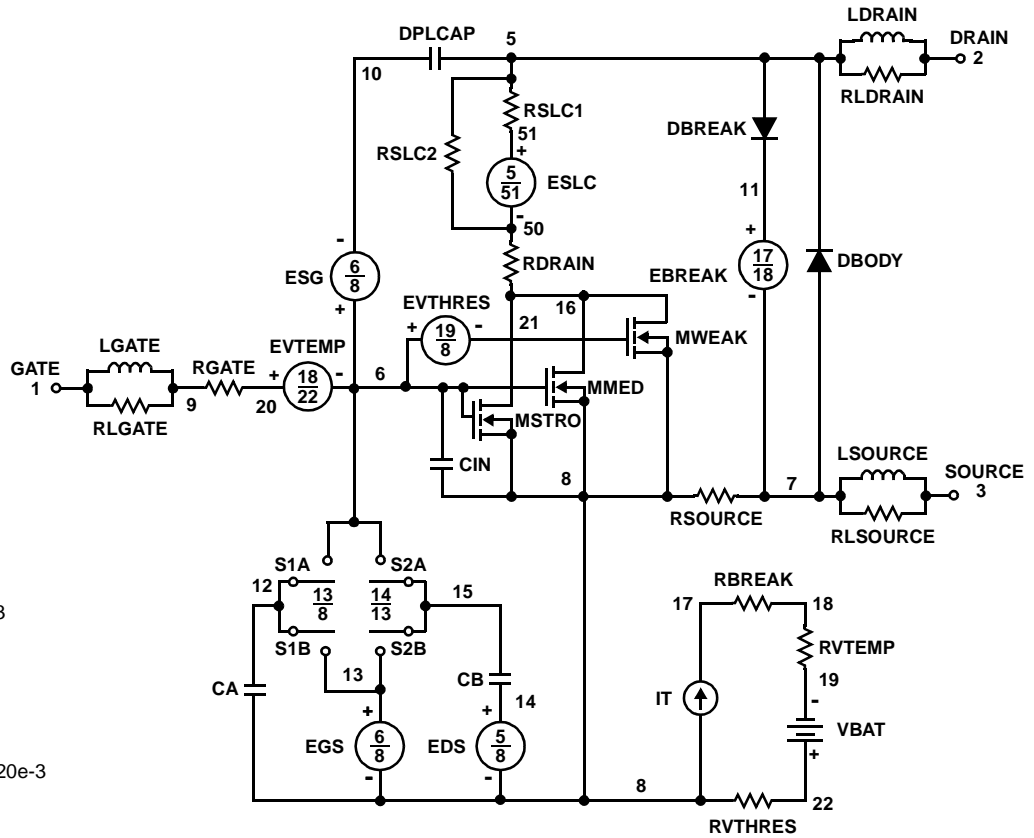 LDRAIN
DPLCAP
5
DRAIN
2
10
RLDRAIN
RSLC1
51
DBREAK
RSLC2
+
5
51
ESLC
11
-
50
-
+
RDRAIN
17
18
DBODY
6
8
ESG
EBREAK
+
EVTHRES
16
-
+
19
8
-
21
MWEAK
LGATE
EVTEMP
GATE
1
RGATE
+
18
22
-
6
MMED
9
20
RLGATE
MSTRO
LSOURCE
CIN
8
7
SOURCE
3
RSOURCE
RLSOURCE
S1A
S2A
RBREAK
12
13
8
14
13
15
17
18
3
S1B
S2B
RVTEMP
13
CB
19
CA
14
IT
-
+
+
VBAT
EGS
6
8
EDS
5
8
+
20e-3
-
-
8
22
RVTHRES